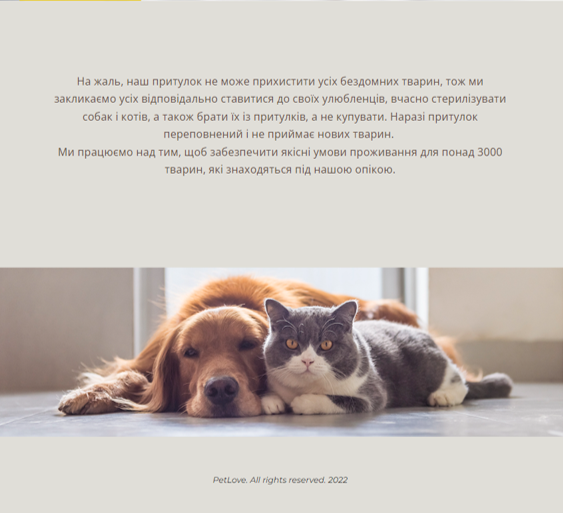 На жаль, наш притулок не може прихистити усіх бездомних тварин, тож ми
закликаємо усіх відповідально ставитися до своїх улюбленців, вчасно стерилізувати
собак і котів, а також брати їх із притулків, а не купувати. Наразі притулок
переповнений і не приймає нових тварин.
Ми працюємо над тим, щоб забезпечити якісні умови проживання для понад 3000
тварин, які знаходяться під нашою опікою.
PetLove. All rights reserved. 2022